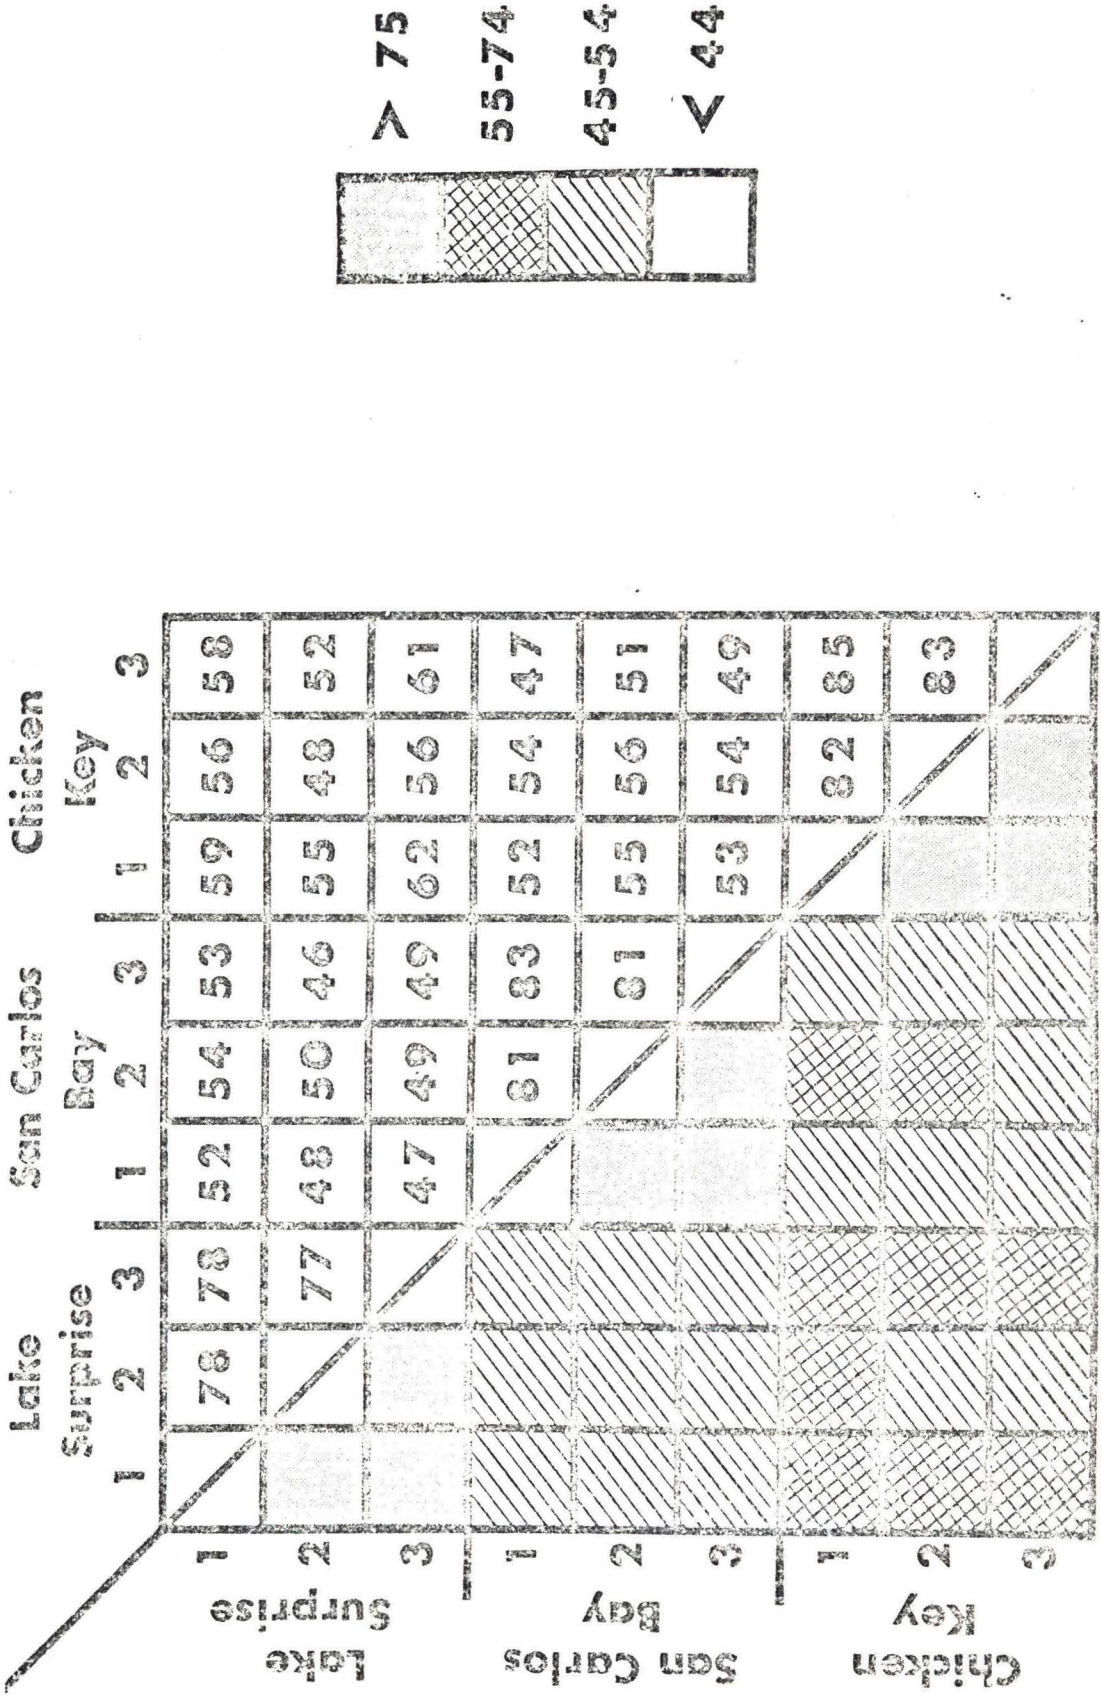 Lake San Carlos Chicken
Surprise Bay Key
1 2 3 1 2 3 1 2 3
Lake
Surprise
1 78 78 52 54 53 59 56 58
2 77 48 50 46 55 48 52
3 47 49 49 62 56 61
San Carlos
Bay
1 81 83 52 54 47
2 81 55 56 51
3 53 54 49
Chicken
Key
1 82 85
2 83
3
> 75
55-74
45-54
< 44